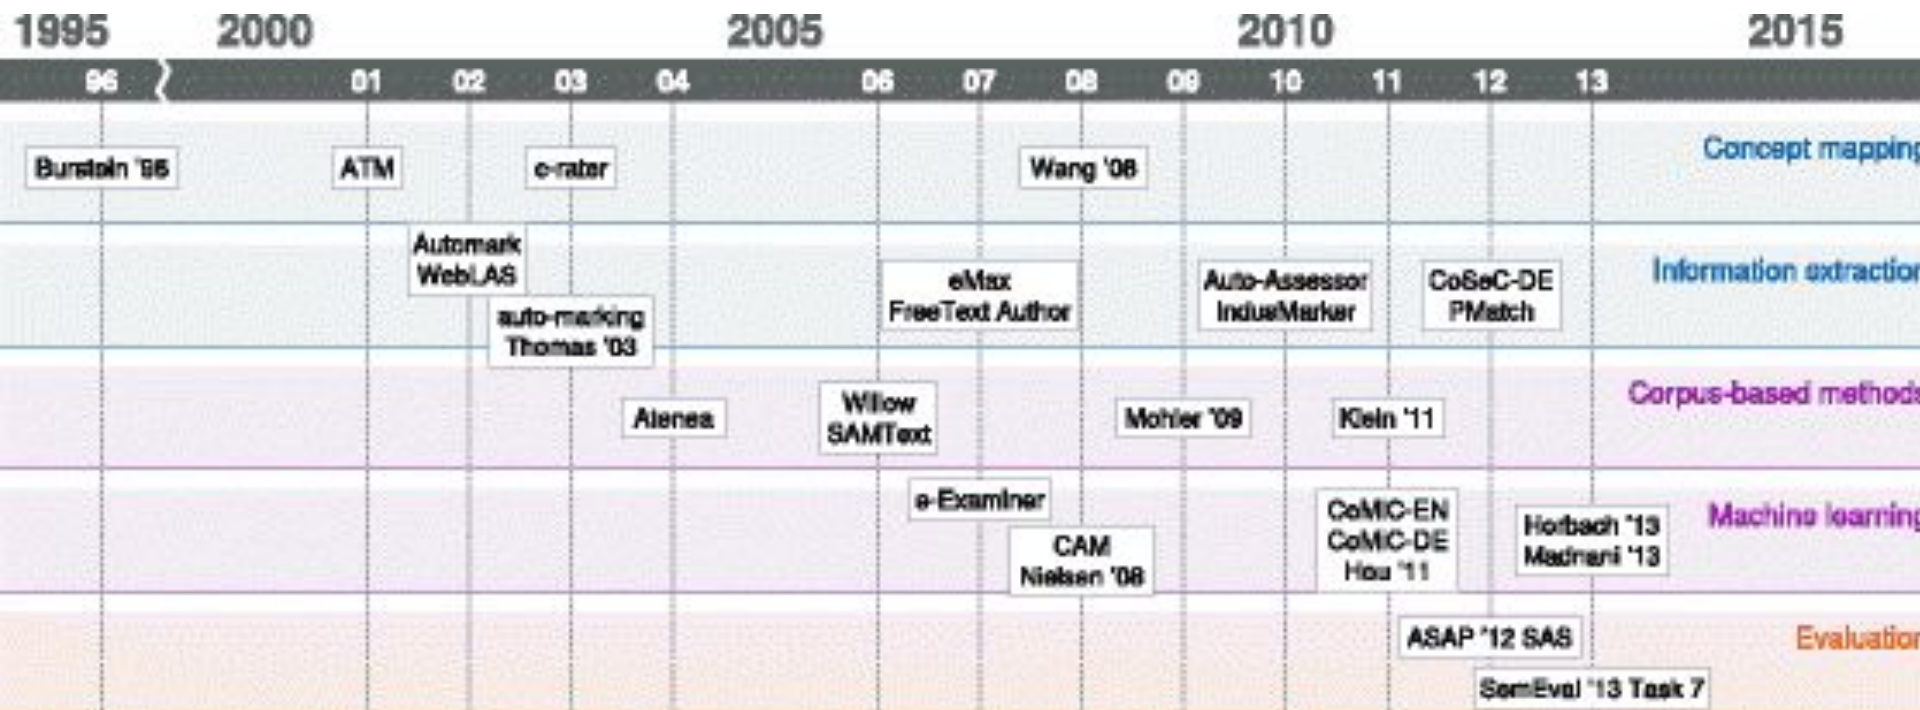 1995 2000 2005 2010 2015
96 01 02 03 04 06 07 08 09 10 11 12 13
Concept mapping
Burstein '96 ATM c-rater Wang '08
Information extraction
Automark
WebLAS
auto-marking
Thomas '03
eMax
FreeText Author
Auto-Assessor
IndusMarker
CoSeC-DE
PMatch
Corpus-based methods
Atenea
Willow
SAMText
Mohler '09
Klein '11
Machine learning
e-Examiner
CAM
Nielsen '08
CoMiC-EN
CoMiC-DE
Hou '11
Horbach '13
Madnani '13
Evaluation
ASAP '12 SAS
SemEval '13 Task 7